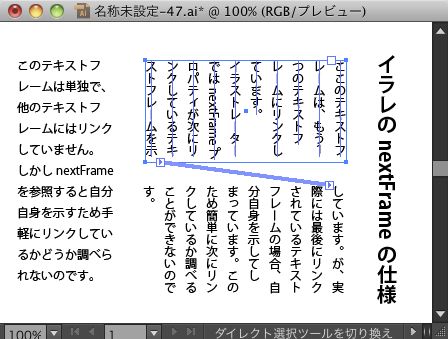 名称未設定-47.ai* @ 100% (RGB/プレビュー)
イラレの nextFrame の仕様
ここのテキストフ
レームは、もう一
つのテキストフ
レームにリンクし
ています。
イラストレーター
では nextFrame プ
ロパティが次にリ
ンクしているテキ
ストフレームを示
しています。が、実
際には最後にリンク
されているテキスト
フレームの場合、自
分自身を示してし
まっています。この
ため簡単に次にリン
クしているか調べる
ことができないので
す。
このテキストフ
レームは単独で、
他のテキストフ
レームにはリンク
していません。
しかし nextFrame
を参照すると自分
自身を示すため手
軽にリンクしてい
るかどうか調べら
れないのです。
100%
1
ダイレクト選択ツールを切り換え